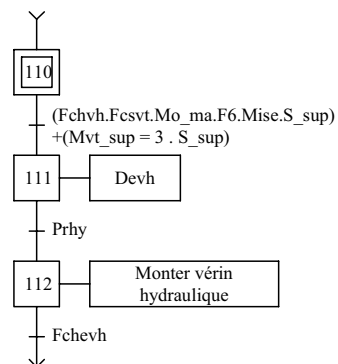 110
(Fchvh.Fcsvt.Mo_ma.F6.Mise.S_sup)
+(Mvt_sup = 3 . S_sup)
111
Devh
Prhy
112
Monter vérin
hydraulique
Fchevh